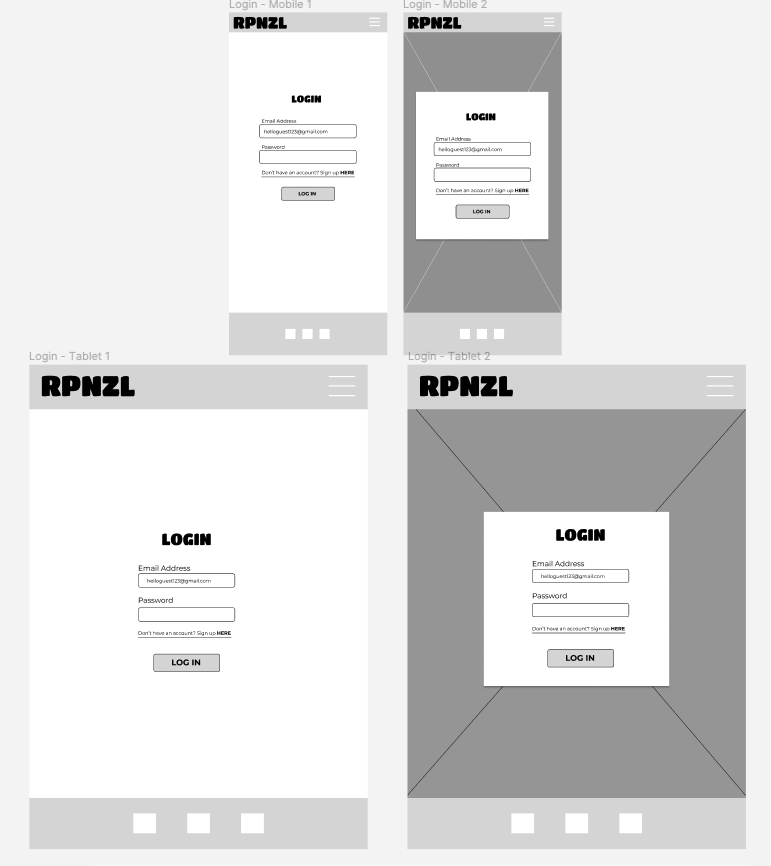 Login - Mobile 1
RPNZL
LOGIN
Email Address
helloguest023@gmail.com
Password
Don't have an account? Sign up HERE
LOG IN
Login - Mobile 2
RPNZL
LOGIN
Email Address
helloguest123@gmail.com
Password
Don't have an account? Sign up HERE
LOG IN
Login - Tablet 1
RPNZL
LOGIN
Email Address
helloguest123@gmail.com
Password
Don't have an account? Sign up HERE
LOG IN
Login - Tablet 2
RPNZL
LOGIN
Email Address
helloguest123@gmail.com
Password
Don't have an account? Sign up HERE
LOG IN